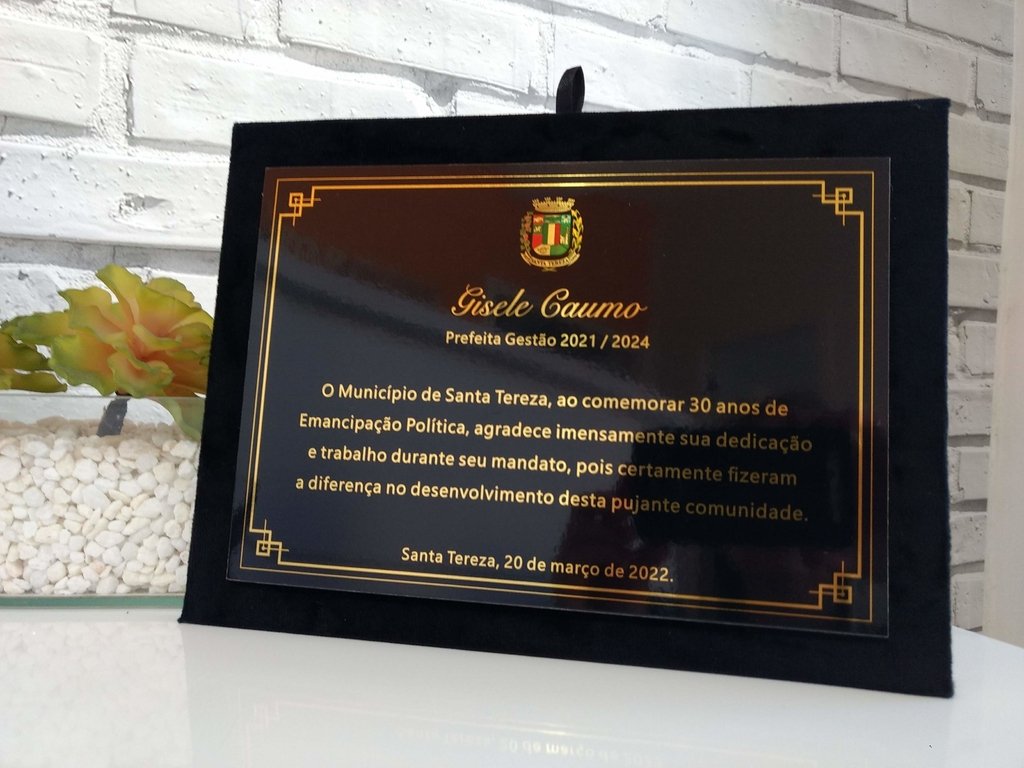 SANTA TEREZA
Gisele Caumo
Prefeita Gestão 2021 / 2024
O Município de Santa Tereza, ao comemorar 30 anos de
Emancipação Política, agradece imensamente sua dedicação
e trabalho durante seu mandato, pois certamente fizeram
a diferença no desenvolvimento desta pujante comunidade.
Santa Tereza, 20 de março de 2022.